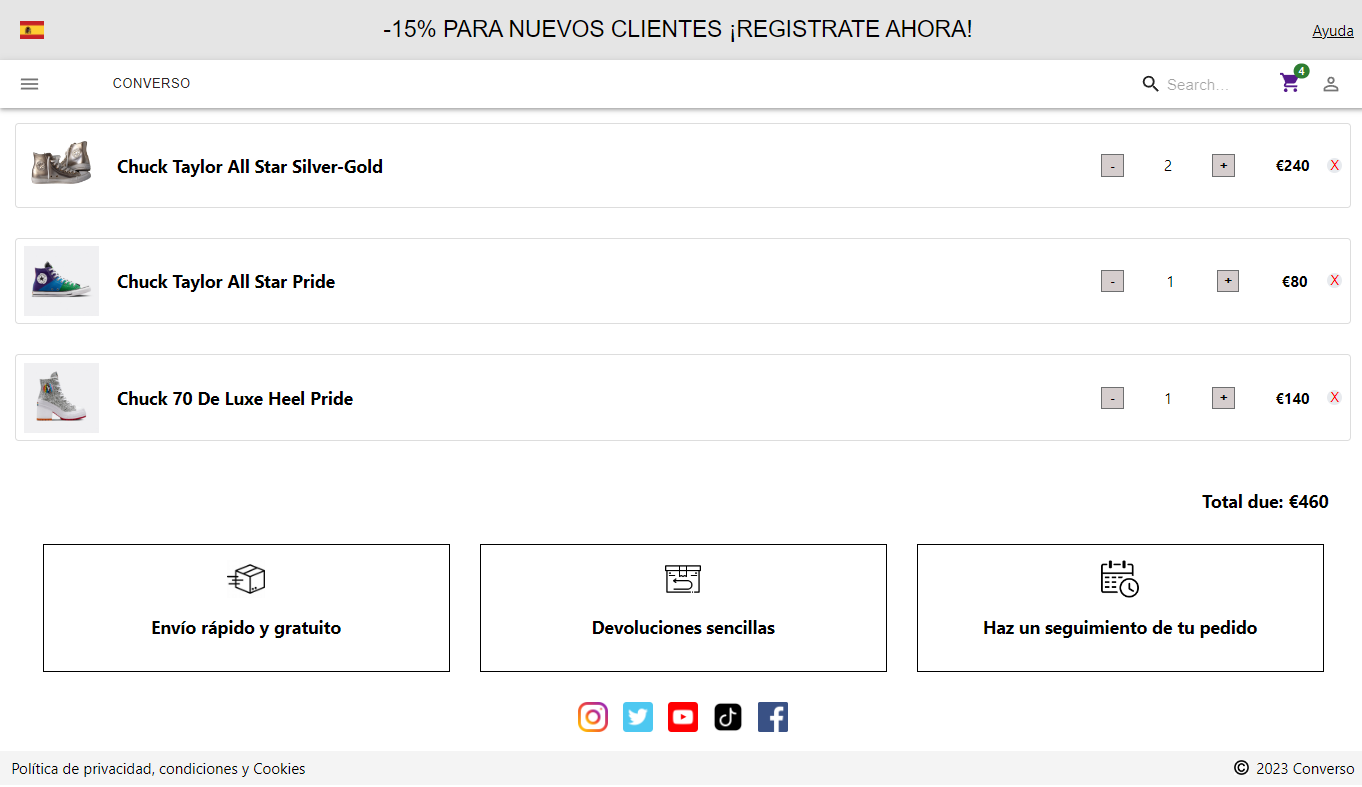 -15% PARA NUEVOS CLIENTES ¡REGISTRATE AHORA!
Ayuda
CONVERSO
Search...
4
Chuck Taylor All Star Silver-Gold
- 2 + €240 X
Chuck Taylor All Star Pride
- 1 + €80 X
Chuck 70 De Luxe Heel Pride
- 1 + €140 X
Total due: €460
Envío rápido y gratuito
Devoluciones sencillas
Haz un seguimiento de tu pedido
Política de privacidad, condiciones y Cookies
© 2023 Converso